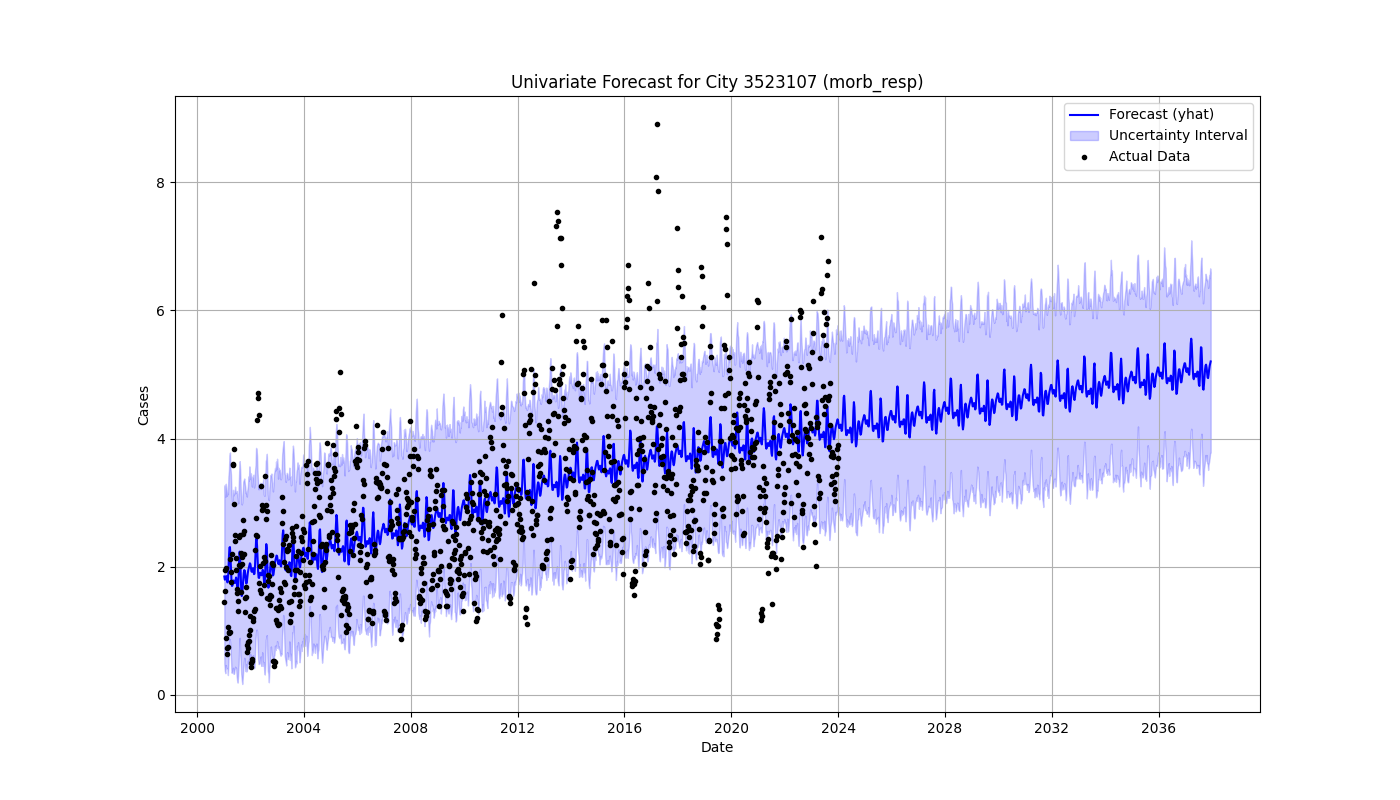 Univariate Forecast for City 3523107 (morb_resp)
Forecast (yhat)
Uncertainty Interval
Actual Data
Cases
8
6
4
2
0
2000 2004 2008 2012 2016 2020 2024 2028 2032 2036
Date